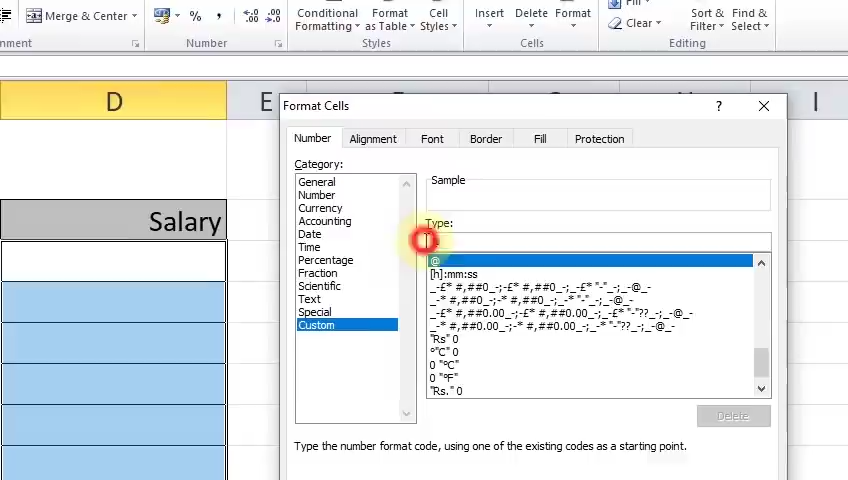 Merge & Center
%
,
Conditional Formatting
Format as Table
Cell Styles
Insert
Delete
Format
Fill
Clear
Sort & Filter
Find & Select
nment
Number
Styles
Cells
Editing
D
E
I
Format Cells
?
Number
Alignment
Font
Border
Fill
Protection
Category:
General
Number
Currency
Accounting
Date
Time
Percentage
Fraction
Scientific
Text
Special
Custom
Sample
Type:
@
[h]:mm:ss
_-£* #,##0_-;-£* #,##0_-;_-£* "-"_-;_-@_-
_-* #,##0_-;-* #,##0_-;_-* "-"_-;_-@_-
_-£* #,##0.00_-;-£* #,##0.00_-;_-£* "-"??_-;_-@_-
_-* #,##0.00_-;-* #,##0.00_-;_-* "-"??_-;_-@_-
"Rs" 0
º"C" 0
0 "ºC"
0 "ºF"
"Rs." 0
Delete
Type the number format code, using one of the existing codes as a starting point.
Salary